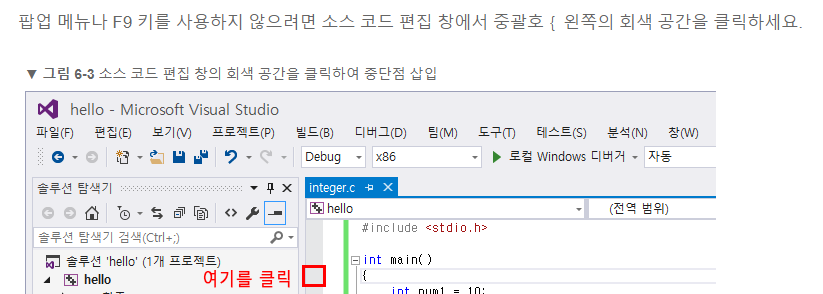 팝업 메뉴나 F9 키를 사용하지 않으려면 소스 코드 편집 창에서 중괄호 { 왼쪽의 회색 공간을 클릭하세요.
▼ 그림 6-3 소스 코드 편집 창의 회색 공간을 클릭하여 중단점 삽입
hello - Microsoft Visual Studio
파일(F) 편집(E) 보기(V) 프로젝트(P) 빌드(B) 디버그(D) 팀(M) 도구(T) 테스트(S) 분석(N) 창(W)
Debug x86 로컬 Windows 디버거 자동
솔루션 탐색기 integer.c
hello (전역 범위)
솔루션 탐색기 검색(Ctrl+;)
#include <stdio.h>
솔루션 'hello' (1개 프로젝트)
int main()
hello 여기를 클릭 {
int num1 = 10;